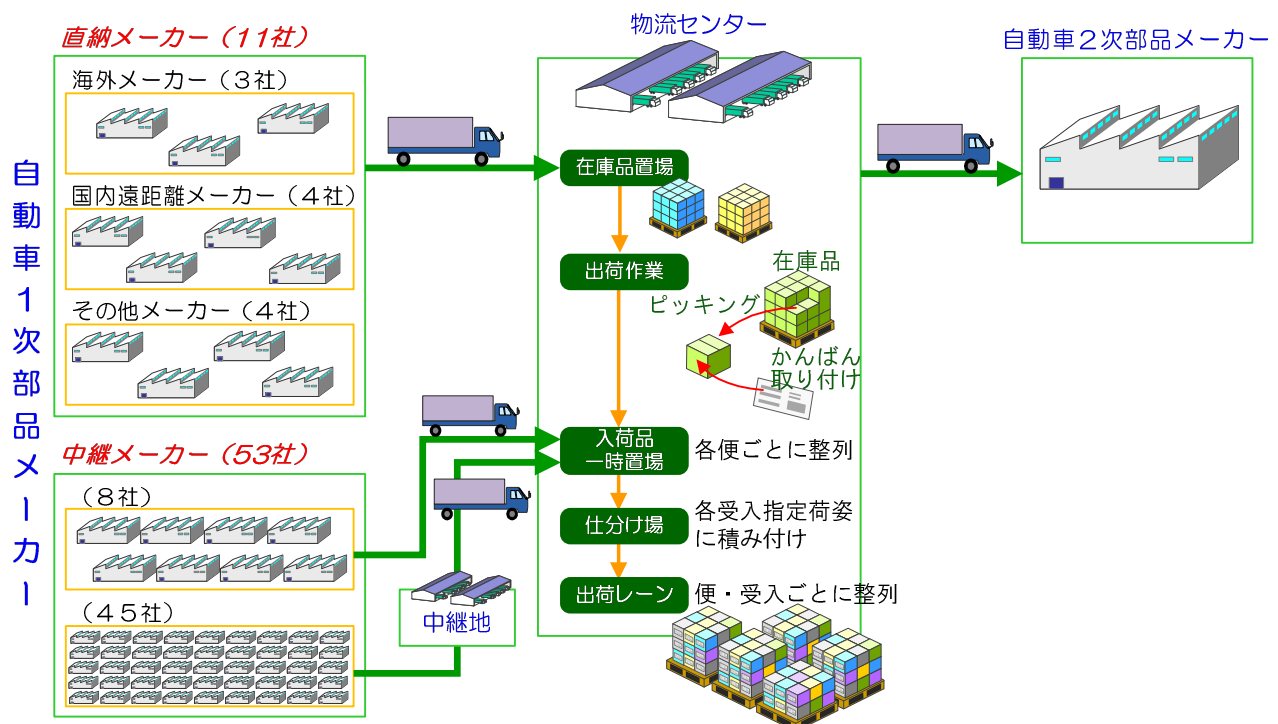 自動車1次部品メーカー
直納メーカー（11社）
海外メーカー（3社）
国内遠距離メーカー（4社）
その他メーカー（4社）
中継メーカー（53社）
（8社）
（45社）
中継地
物流センター
在庫品置場
出荷作業
在庫品
ピッキング
かんばん
取り付け
入荷品
一時置場
各便ごとに整列
仕分け場
各受入指定荷姿
に積み付け
出荷レーン
便・受入ごとに整列
自動車2次部品メーカー